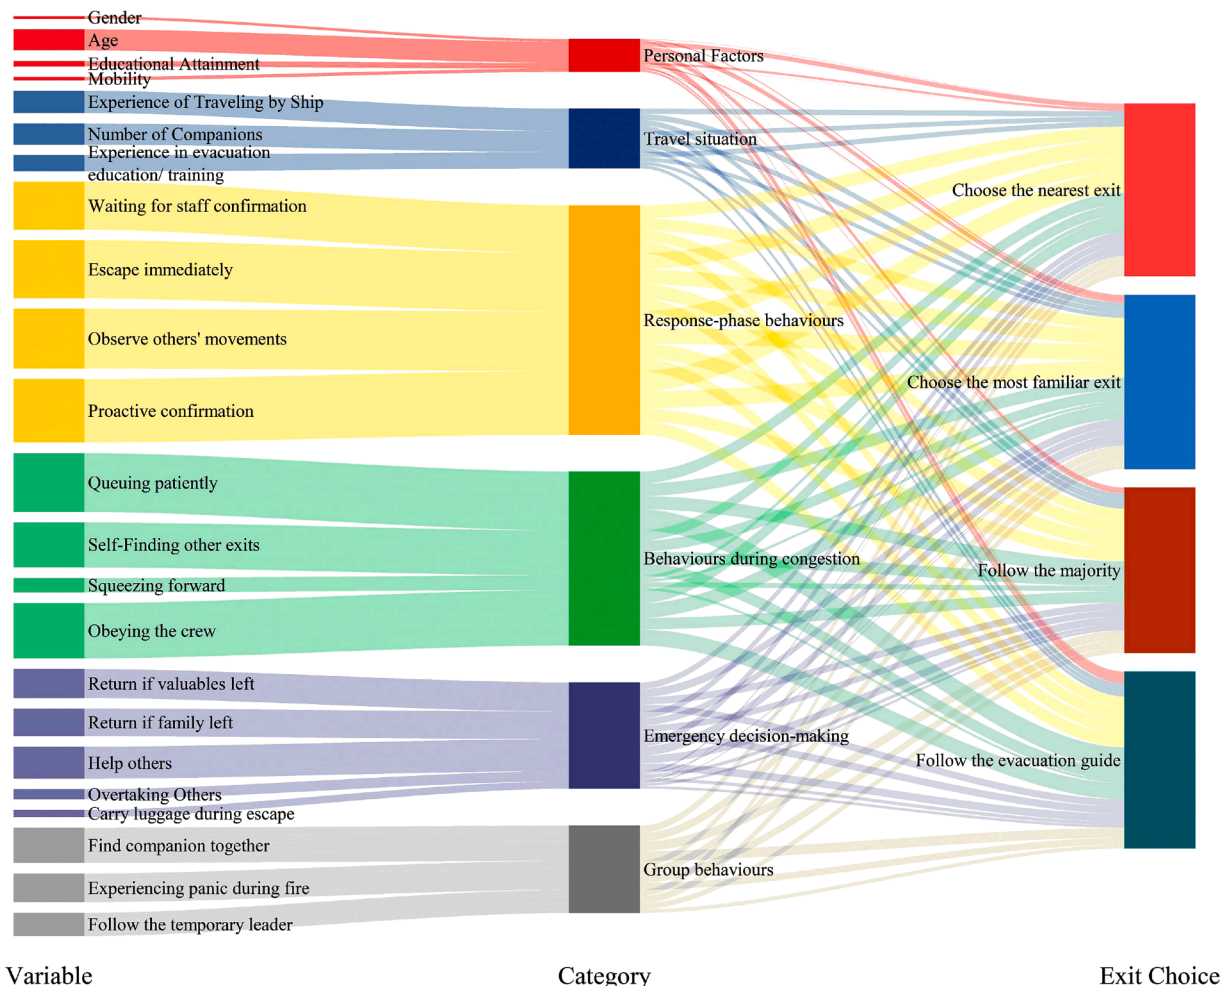 Gender
Age
Educational Attainment
Mobility
Experience of Traveling by Ship
Number of Companions
Experience in evacuation
education/ training
Waiting for staff confirmation
Escape immediately
Observe others' movements
Proactive confirmation
Queuing patiently
Self-Finding other exits
Squeezing forward
Obeying the crew
Return if valuables left
Return if family left
Help others
Overtaking Others
Carry luggage during escape
Find companion together
Experiencing panic during fire
Follow the temporary leader
Personal Factors
Travel situation
Response-phase behaviours
Behaviours during congestion
Emergency decision-making
Group behaviours
Choose the nearest exit
Choose the most familiar exit
Follow the majority
Follow the evacuation guide
Variable
Category
Exit Choice